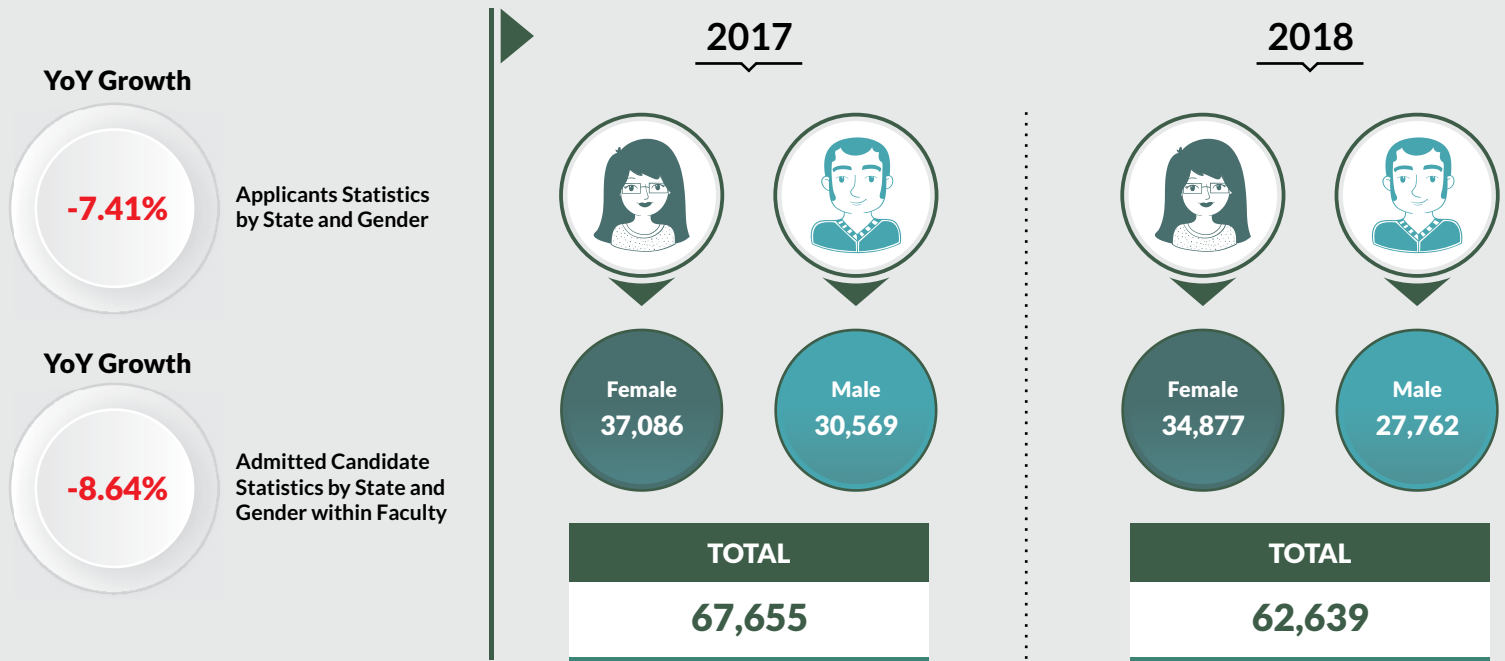 YoY Growth
-7.41%
Applicants Statistics
by State and Gender
YoY Growth
-8.64%
Admitted Candidate
Statistics by State and
Gender within Faculty
2017
Female
37,086
Male
30,569
TOTAL
67,655
2018
Female
34,877
Male
27,762
TOTAL
62,639